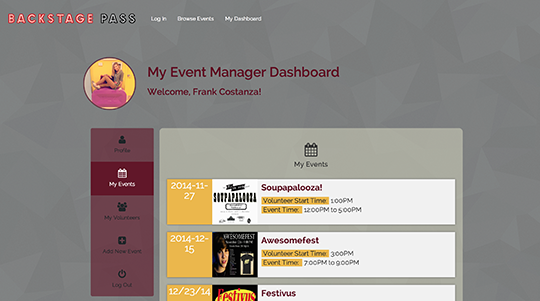 BACKSTAGE PASS
Log In Browse Events My Dashboard
My Event Manager Dashboard
Welcome, Frank Costanza!
Profile
My Events
My Volunteers
Add New Event
Log Out
My Events
2014-11-
27
SOUPAPALOOZA
Soupapalooza!
Volunteer Start Time: 1:00PM
Event Time: 12:00PM to 5:00PM
2014-12-
15
AWESOMEFEST
Awesomefest
Volunteer Start Time: 3:00PM
Event Time: 7:00PM to 9:00PM
12/23/14
Festivus
Festivus